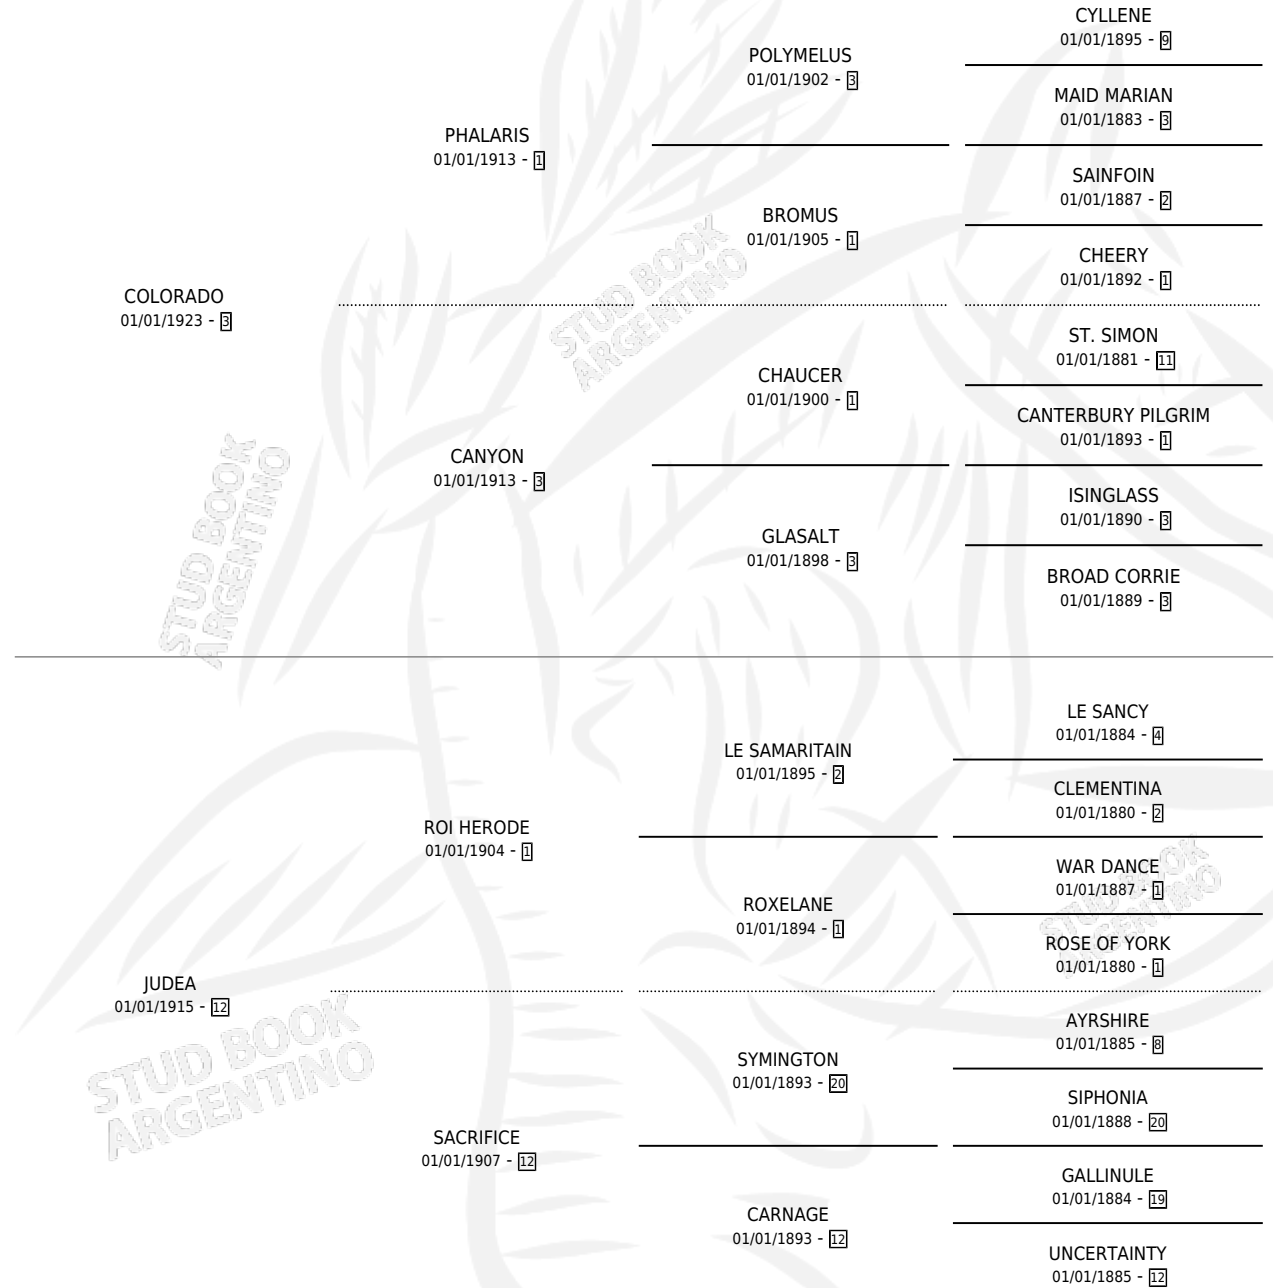 CYLLENE
01/01/1895 - 9
POLYMELUS
01/01/1902 - 3
MAID MARIAN
01/01/1883 - 3
PHALARIS
01/01/1913 - 1
SAINFOIN
01/01/1887 - 2
BROMUS
01/01/1905 - 1
CHEERY
01/01/1892 - 1
COLORADO
01/01/1923 - 3
STUD BOOK
ARGENTINO
ST. SIMON
01/01/1881 - 11
CHAUCER
01/01/1900 - 1
CANTERBURY PILGRIM
01/01/1893 - 1
CANYON
01/01/1913 - 3
ISINGLASS
01/01/1890 - 3
GLASALT
01/01/1898 - 3
BROAD CORRIE
01/01/1889 - 3
STUD BOOK
ARGENTINO
LE SANCY
01/01/1884 - 4
LE SAMARITAIN
01/01/1895 - 2
CLEMENTINA
01/01/1880 - 2
ROI HERODE
01/01/1904 - 1
WAR DANCE
01/01/1887 - 1
ROXELANE
01/01/1894 - 1
STUD BOOK
ARGENTINO
ROSE OF YORK
01/01/1880 - 1
JUDEA
01/01/1915 - 12
AYRSHIRE
01/01/1885 - 8
STUD BOOK
ARGENTINO
SYMINGTON
01/01/1893 - 20
SIPHONIA
01/01/1888 - 20
SACRIFICE
01/01/1907 - 12
GALLINULE
01/01/1884 - 19
CARNAGE
01/01/1893 - 12
UNCERTAINTY
01/01/1885 - 12